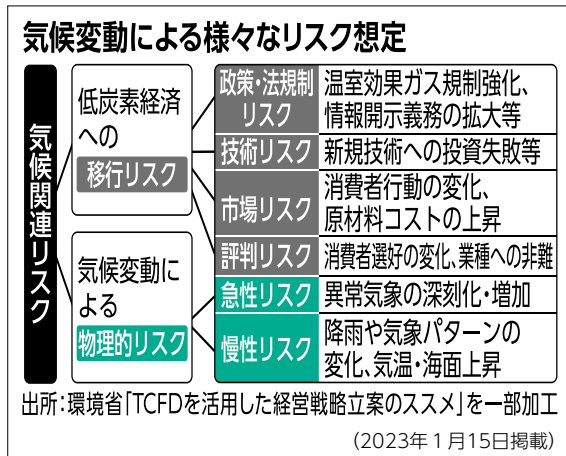 気候変動による様々なリスク想定
気候関連リスク
低炭素経済
への
移行リスク
政策・法規制
リスク
温室効果ガス規制強化、
情報開示義務の拡大等
技術リスク
新規技術への投資失敗等
市場リスク
消費者行動の変化、
原材料コストの上昇
評判リスク
消費者選好の変化、業種への非難
気候変動に
よる
物理的リスク
急性リスク
異常気象の深刻化・増加
慢性リスク
降雨や気象パターンの
変化、気温・海面上昇
出所：環境省「TCFDを活用した経営戦略立案のススメ」を一部加工
（2023年１月15日掲載）